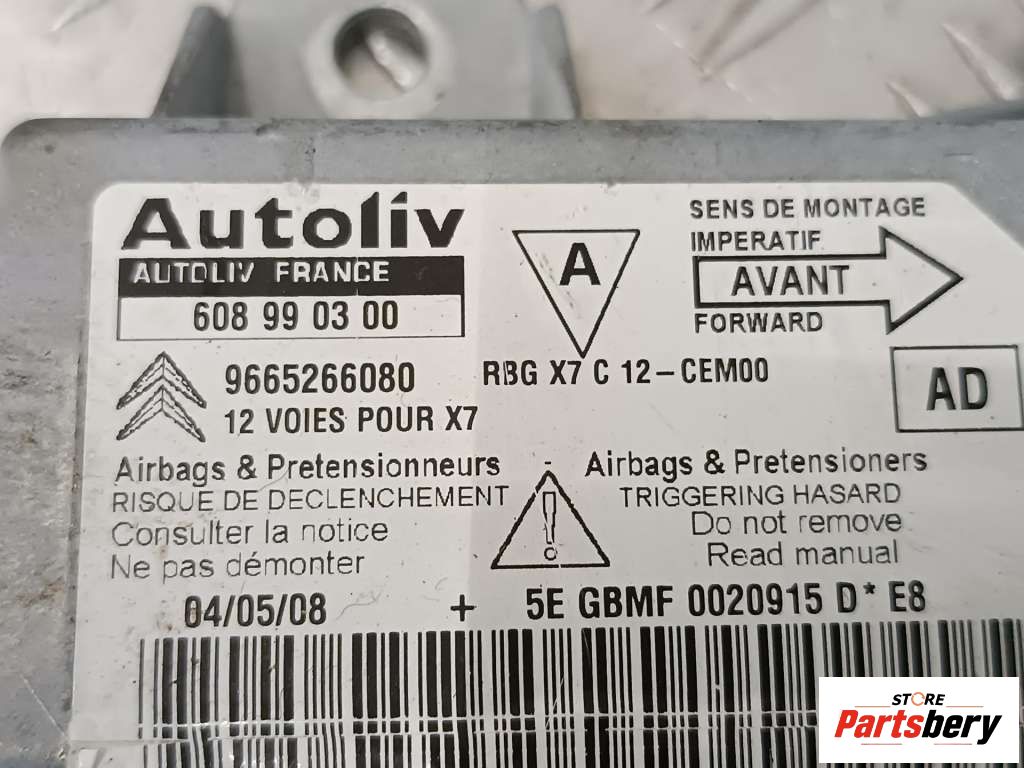 Autoliv
AUTOLIV FRANCE
608 99 03 00
A
SENS DE MONTAGE
IMPERATIF
AVANT
FORWARD
9665266080
RBG X7 C 12-CEM00
12 VOIES POUR X7
AD
Airbags & Pretensionneurs
RISQUE DE DECLENCHEMENT
Consulter la notice
Ne pas démonter
Airbags & Pretensioners
TRIGGERING HASARD
Do not remove
Read manual
04/05/08 + 5E GBMF 0020915 D* E8
STORE
Partsbery